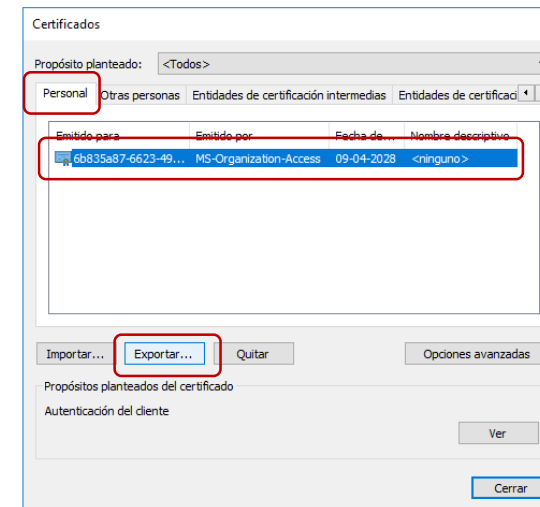 Certificados
Propósito planteado: <Todos>
Personal Otras personas Entidades de certificación intermedias Entidades de certificaci
Emitido para Emitido por Fecha de... Nombre descriptivo
6b835a87-6623-49... MS-Organization-Access 09-04-2028 <ninguno>
Importar... Exportar... Quitar Opciones avanzadas
Propósitos planteados del certificado
Autenticación del cliente
Ver
Cerrar